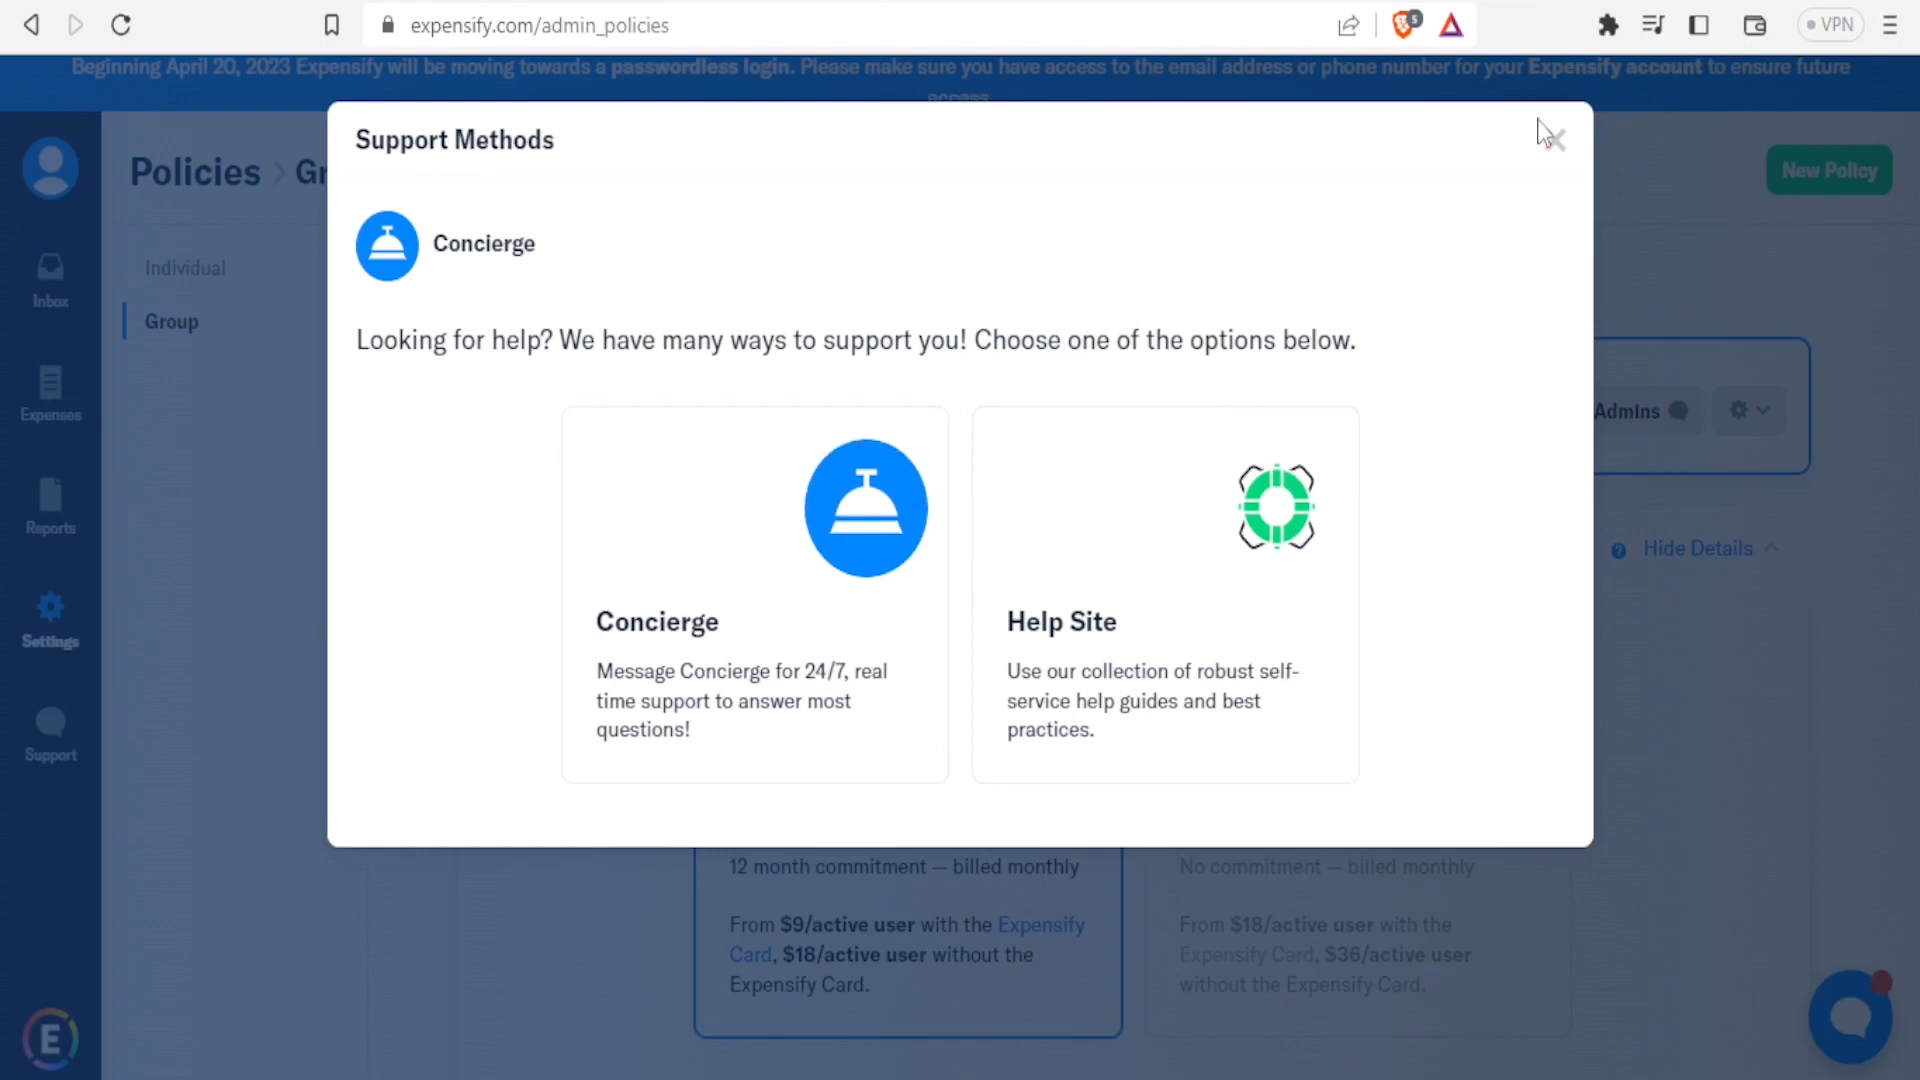 expensify.com/admin_policies
5
VPN
Beginning April 20, 2023 Expensify will be moving towards a passwordless login. Please make sure you have access to the email address or phone number for your Expensify account to ensure future
access
Support Methods
Policies > Gr
New Policy
Concierge
Inbox
Individual
Group
Looking for help? We have many ways to support you! Choose one of the options below.
Expenses
Admins
Reports
Hide Details
Settings
Concierge
Message Concierge for 24/7, real
time support to answer most
questions!
Help Site
Use our collection of robust self-
service help guides and best
practices.
Support
12 month commitment — billed monthly
From $9/active user with the Expensify
Card, $18/active user without the
Expensify Card.
No commitment — billed monthly
From $18/active user with the
Expensify Card, $36/active user
without the Expensify Card.
E